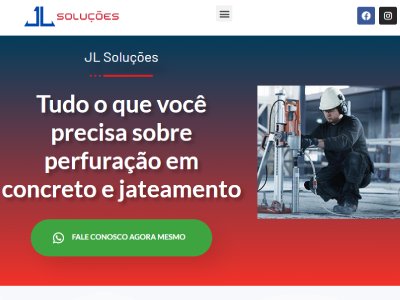 JL SOLUÇÕES
JL Soluções
Tudo o que você
precisa sobre
perfuração em
concreto e jateamento
FALE CONOSCO AGORA MESMO